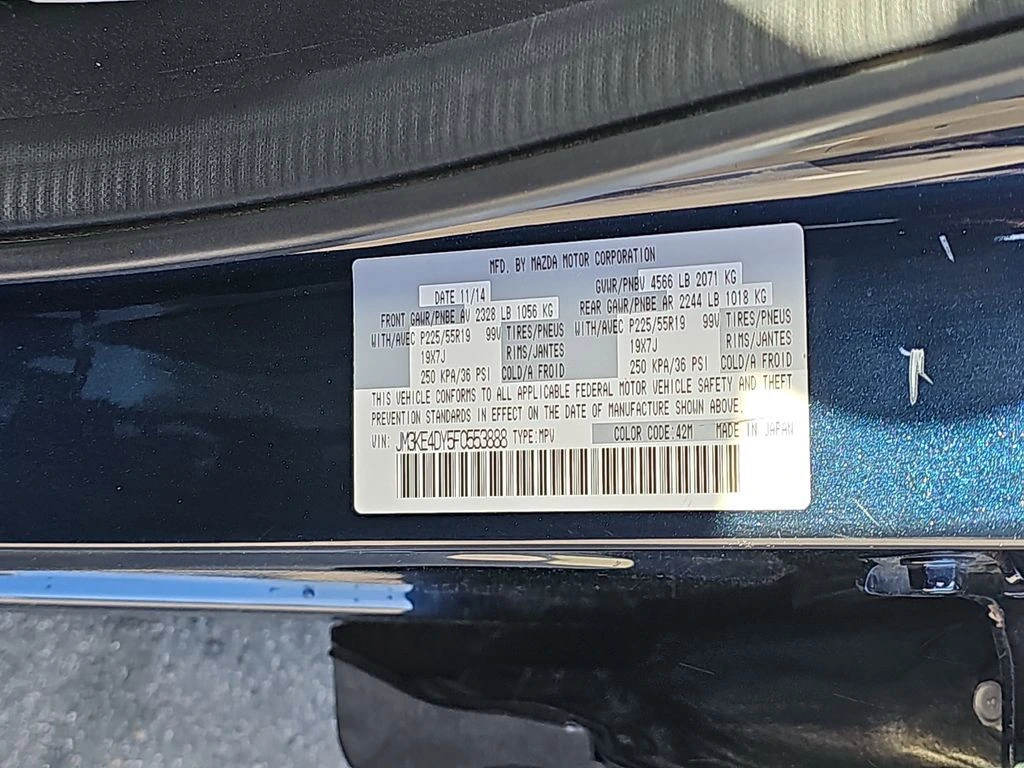 MFD. BY MAZDA MOTOR CORPORATION
DATE 11/14 GVWR/PNBV 4566 LB 2071 KG
FRONT GAWR/PNBE AV 2328 LB 1056 KG REAR GAWR/PNBE AR 2244 LB 1018 KG
WITH/AVEC P225/55R19 99V TIRES/PNEUS WITH/AVEC P225/55R19 99V TIRES/PNEUS
19X7J RIMS/JANTES 19X7J RIMS/JANTES
250 KPA/36 PSI COLD/A FROID 250 KPA/36 PSI COLD/A FROID
THIS VEHICLE CONFORMS TO ALL APPLICABLE FEDERAL MOTOR VEHICLE SAFETY AND THEFT
PREVENTION STANDARDS IN EFFECT ON THE DATE OF MANUFACTURE SHOWN ABOVE.
VIN: JM3KE4DY5F0553888 TYPE:MPV COLOR CODE:42M MADE IN JAPAN